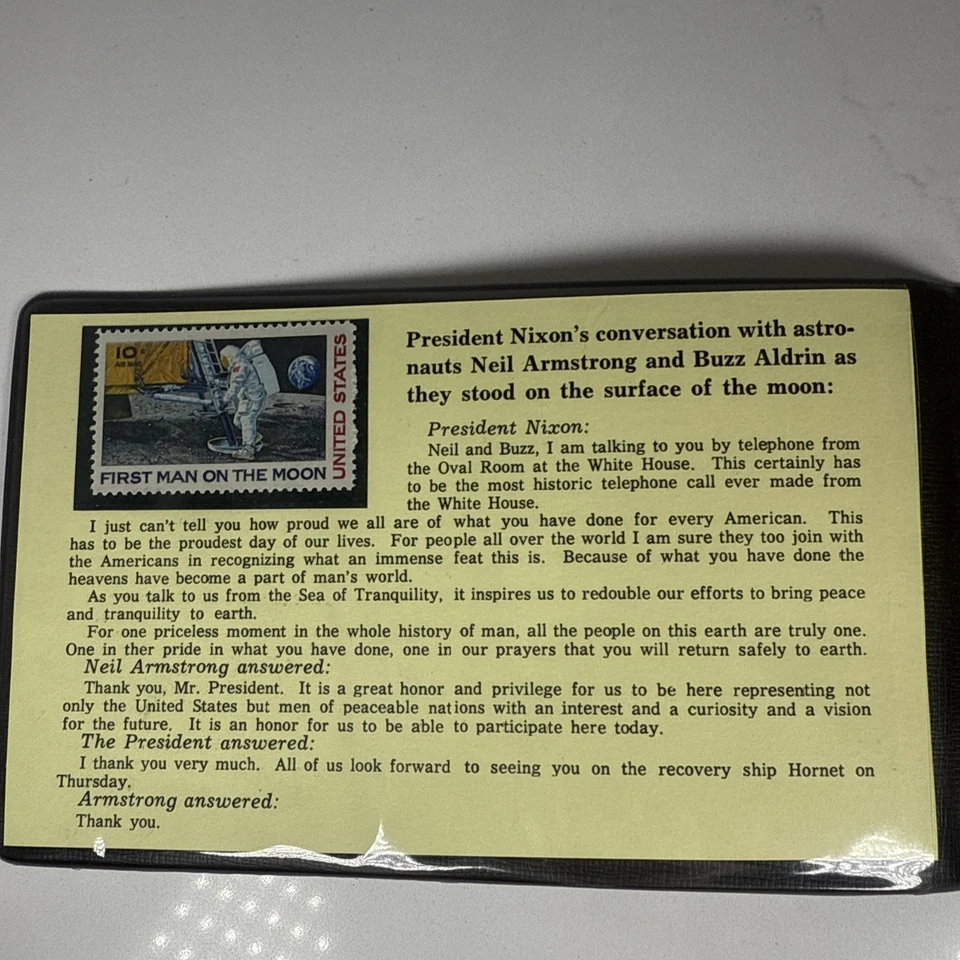 10¢
AIR MAIL
FIRST MAN ON THE MOON
UNITED STATES
President Nixon's conversation with astro-
nauts Neil Armstrong and Buzz Aldrin as
they stood on the surface of the moon:
President Nixon:
Neil and Buzz, I am talking to you by telephone from
the Oval Room at the White House. This certainly has
to be the most historic telephone call ever made from
the White House.
I just can't tell you how proud we all are of what you have done for every American. This
has to be the proudest day of our lives. For people all over the world I am sure they too join with
the Americans in recognizing what an immense feat this is. Because of what you have done the
heavens have become a part of man's world.
As you talk to us from the Sea of Tranquility, it inspires us to redouble our efforts to bring peace
and tranquility to earth.
For one priceless moment in the whole history of man, all the people on this earth are truly one.
One in ther pride in what you have done, one in our prayers that you will return safely to earth.
Neil Armstrong answered:
Thank you, Mr. President. It is a great honor and privilege for us to be here representing not
only the United States but men of peaceable nations with an interest and a curiosity and a vision
for the future. It is an honor for us to be able to participate here today.
The President answered:
I thank you very much. All of us look forward to seeing you on the recovery ship Hornet on
Thursday.
Armstrong answered:
Thank you.